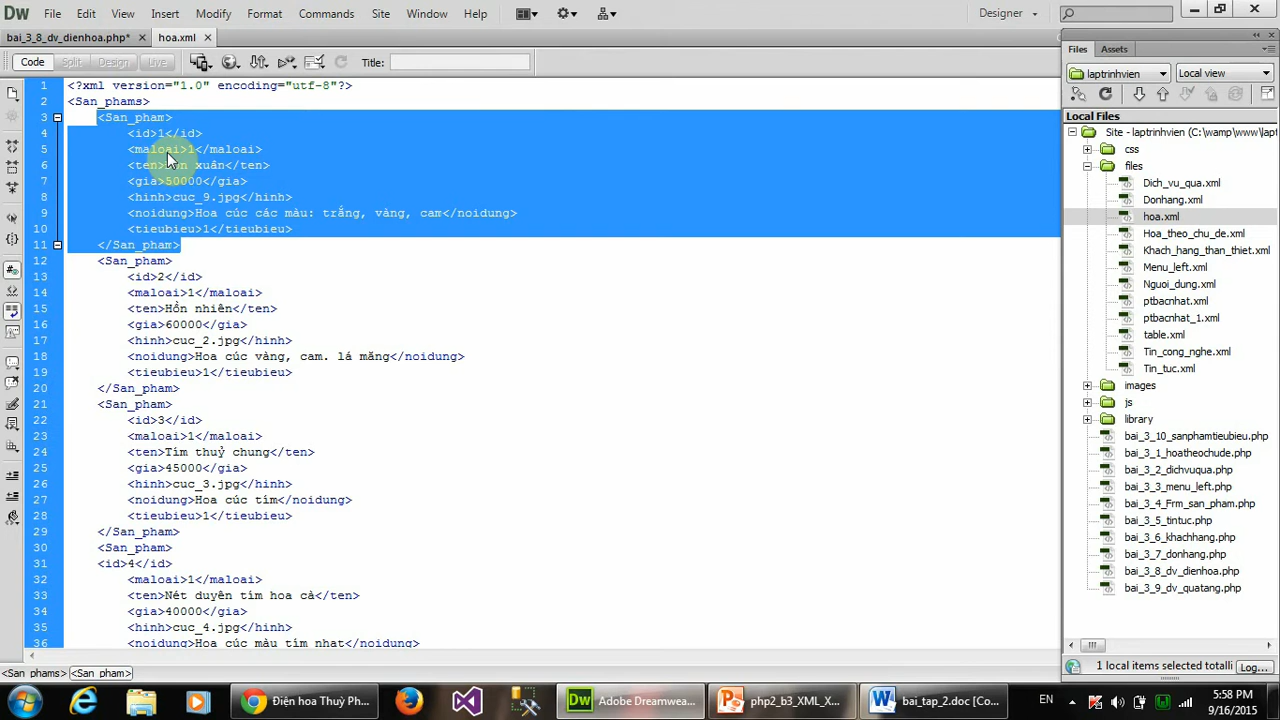 DW File Edit View Insert Modify Format Commands Site Window Help Designer
bai_3_8_dv_dienhoa.php* hoa.xml
Code Split Design Live Title:
1 <?xml version="1.0" encoding="utf-8"?>
2 <San_phams>
3 <San_pham>
4 <id>1</id>
5 <maloai>1</maloai>
6 <ten> xuân</ten>
7 <gia>50000</gia>
8 <hinh>cuc_9.jpg</hinh>
9 <noidung>Hoa cúc các màu: trắng, vàng, cam</noidung>
10 <tieubieu>1</tieubieu>
11 </San_pham>
12 <San_pham>
13 <id>2</id>
14 <maloai>1</maloai>
15 <ten>Hồn nhiên</ten>
16 <gia>60000</gia>
17 <hinh>cuc_2.jpg</hinh>
18 <noidung>Hoa cúc vàng, cam. lá măng</noidung>
19 <tieubieu>1</tieubieu>
20 </San_pham>
21 <San_pham>
22 <id>3</id>
23 <maloai>1</maloai>
24 <ten>Tím thuỷ chung</ten>
25 <gia>45000</gia>
26 <hinh>cuc_3.jpg</hinh>
27 <noidung>Hoa cúc tím</noidung>
28 <tieubieu>1</tieubieu>
29 </San_pham>
30 <San_pham>
31 <id>4</id>
32 <maloai>1</maloai>
33 <ten>Nét duyên tím hoa cà</ten>
34 <gia>40000</gia>
35 <hinh>cuc_4.jpg</hinh>
36 <noidung>Hoa cúc màu tím nhạt</noidung>
<San_phams> <San_pham>
Files Assets
laptrinhvien Local view
Local Files
Site - laptrinhvien (C:\wamp\www\lap
css
files
Dich_vu_qua.xml
Donhang.xml
hoa.xml
Hoa_theo_chu_de.xml
Khach_hang_than_thiet.xml
Menu_left.xml
Nguoi_dung.xml
ptbacnhat.xml
ptbacnhat_1.xml
table.xml
Tin_cong_nghe.xml
Tin_tuc.xml
images
js
library
bai_3_10_sanphamtieubieu.php
bai_3_1_hoatheochude.php
bai_3_2_dichvuqua.php
bai_3_3_menu_left.php
bai_3_4_Frm_san_pham.php
bai_3_5_tintuc.php
bai_3_6_khachhang.php
bai_3_7_donhang.php
bai_3_8_dv_dienhoa.php
bai_3_9_dv_quatang.php
1 local items selected totalli Log...
Điện hoa Thuỳ Ph... Adobe Dreamwea... php2_b3_XML_X... bai_tap_2.doc [Co... EN 5:58 PM
9/16/2015